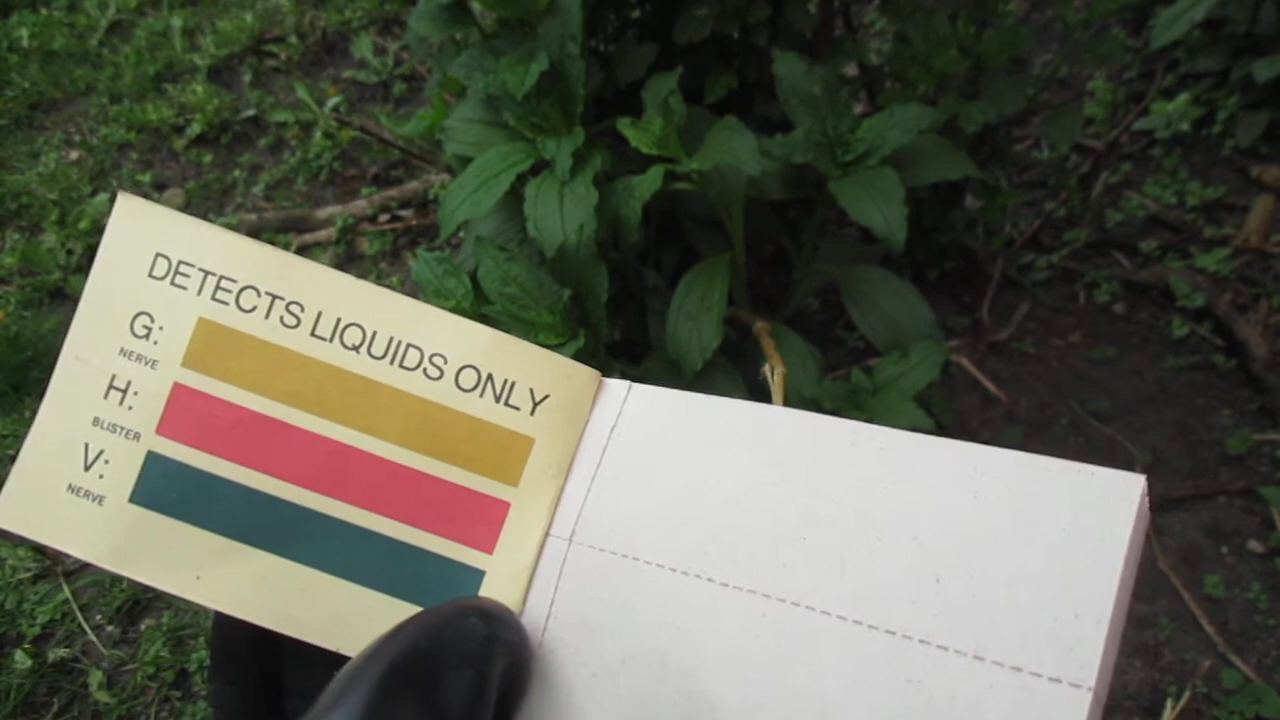 DETECTS LIQUIDS ONLY
G:
NERVE
H:
BLISTER
V:
NERVE